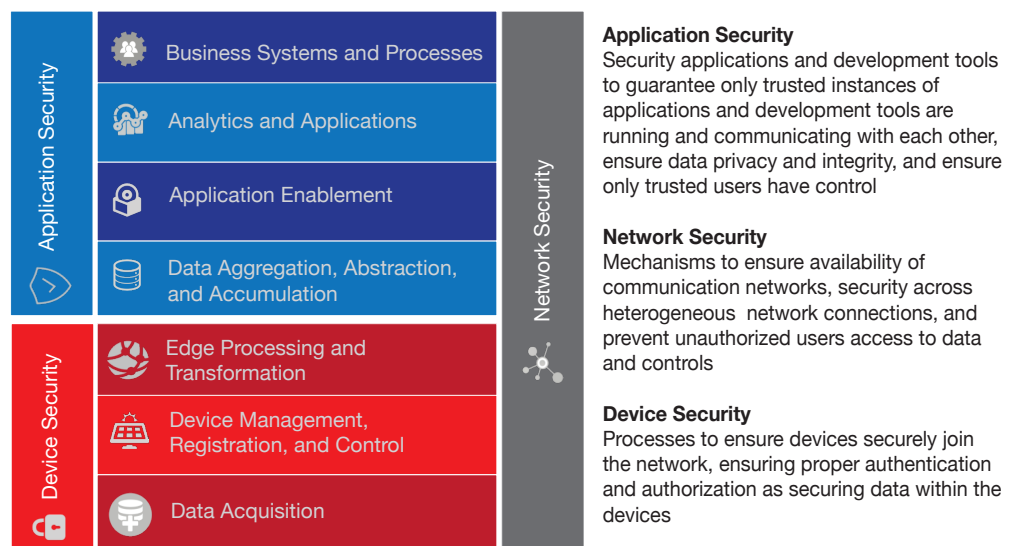 Application Security
Business Systems and Processes
Analytics and Applications
Application Enablement
Data Aggregation, Abstraction,
and Accumulation
Device Security
Edge Processing and
Transformation
Device Management,
Registration, and Control
Data Acquisition
Network Security
Application Security
Security applications and development tools
to guarantee only trusted instances of
applications and development tools are
running and communicating with each other,
ensure data privacy and integrity, and ensure
only trusted users have control
Network Security
Mechanisms to ensure availability of
communication networks, security across
heterogeneous network connections, and
prevent unauthorized users access to data
and controls
Device Security
Processes to ensure devices securely join
the network, ensuring proper authentication
and authorization as securing data within the
devices